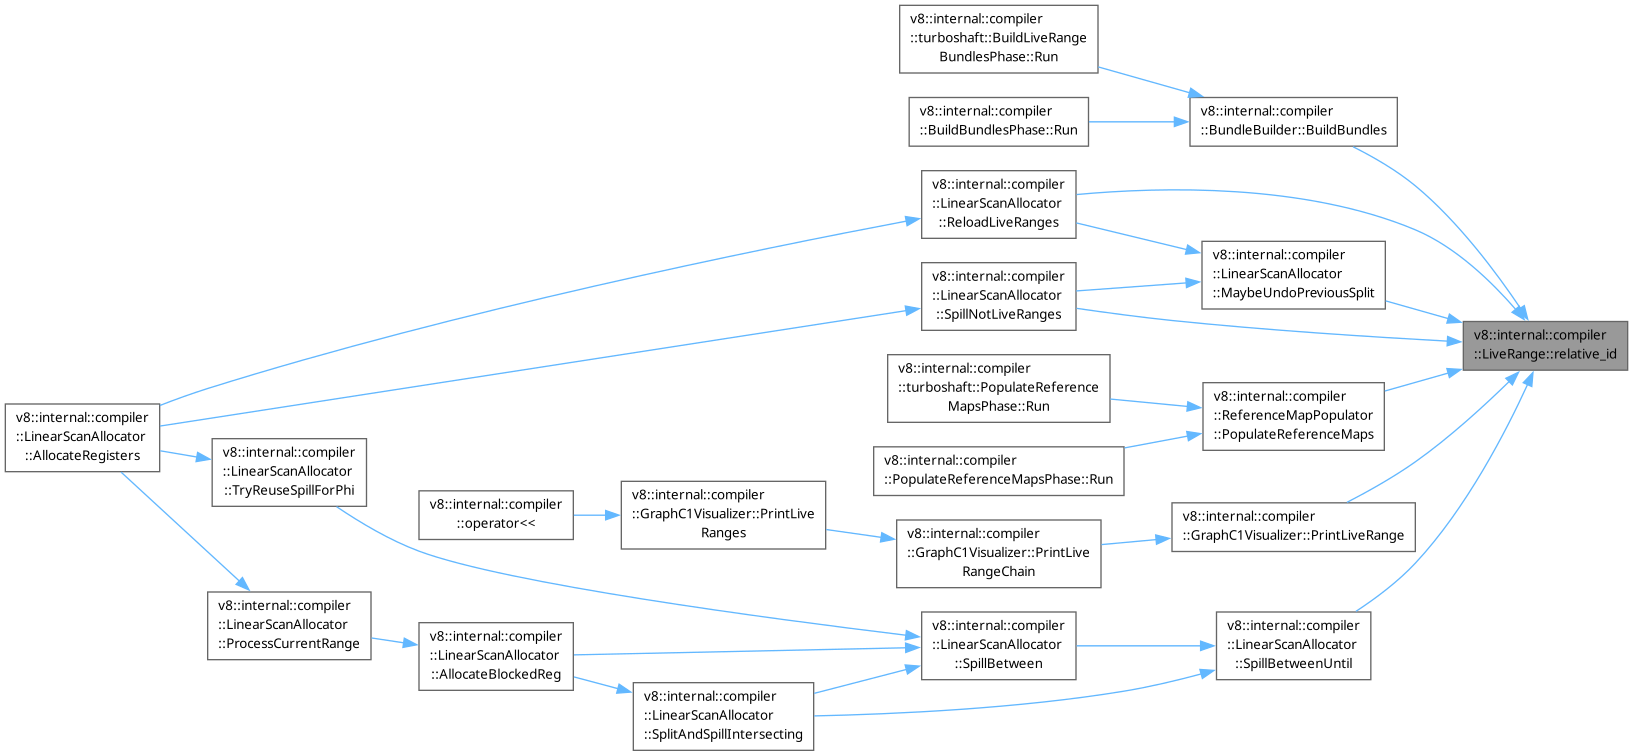 v8::internal::compiler
::turboshaft::BuildLiveRange
BundlesPhase::Run
v8::internal::compiler
::BuildBundlesPhase::Run
v8::internal::compiler
::BundleBuilder::BuildBundles
v8::internal::compiler
::LinearScanAllocator
::ReloadLiveRanges
v8::internal::compiler
::LinearScanAllocator
::MaybeUndoPreviousSplit
v8::internal::compiler
::LinearScanAllocator
::SpillNotLiveRanges
v8::internal::compiler
::LiveRange::relative_id
v8::internal::compiler
::turboshaft::PopulateReference
MapsPhase::Run
v8::internal::compiler
::ReferenceMapPopulator
::PopulateReferenceMaps
v8::internal::compiler
::LinearScanAllocator
::AllocateRegisters
v8::internal::compiler
::LinearScanAllocator
::TryReuseSpillForPhi
v8::internal::compiler
::PopulateReferenceMapsPhase::Run
v8::internal::compiler
::operator<<
v8::internal::compiler
::GraphC1Visualizer::PrintLive
Ranges
v8::internal::compiler
::GraphC1Visualizer::PrintLive
RangeChain
v8::internal::compiler
::GraphC1Visualizer::PrintLiveRange
v8::internal::compiler
::LinearScanAllocator
::ProcessCurrentRange
v8::internal::compiler
::LinearScanAllocator
::AllocateBlockedReg
v8::internal::compiler
::LinearScanAllocator
::SpillBetween
v8::internal::compiler
::LinearScanAllocator
::SpillBetweenUntil
v8::internal::compiler
::LinearScanAllocator
::SplitAndSpillIntersecting